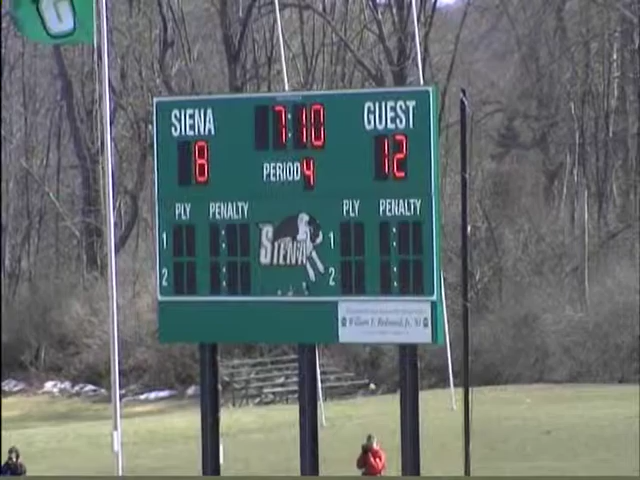 C
SIENA 7:10 GUEST
8 PERIOD 4 12
PLY PENALTY PLY PENALTY
1 : SIENA 1 :
2 : 2 :